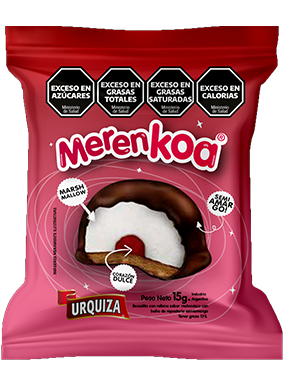 EXCESO EN
AZÚCARES
Ministerio
de Salud
EXCESO EN
GRASAS
TOTALES
Ministerio
de Salud
EXCESO EN
GRASAS
SATURADAS
Ministerio
de Salud
EXCESO EN
CALORÍAS
Ministerio
de Salud
Merenkoa
MARSH
MALLOW
SEMI
AMAR
GO!
CORAZÓN
DULCE
URQUIZA
Peso Neto 15g.
Industria
Argentina